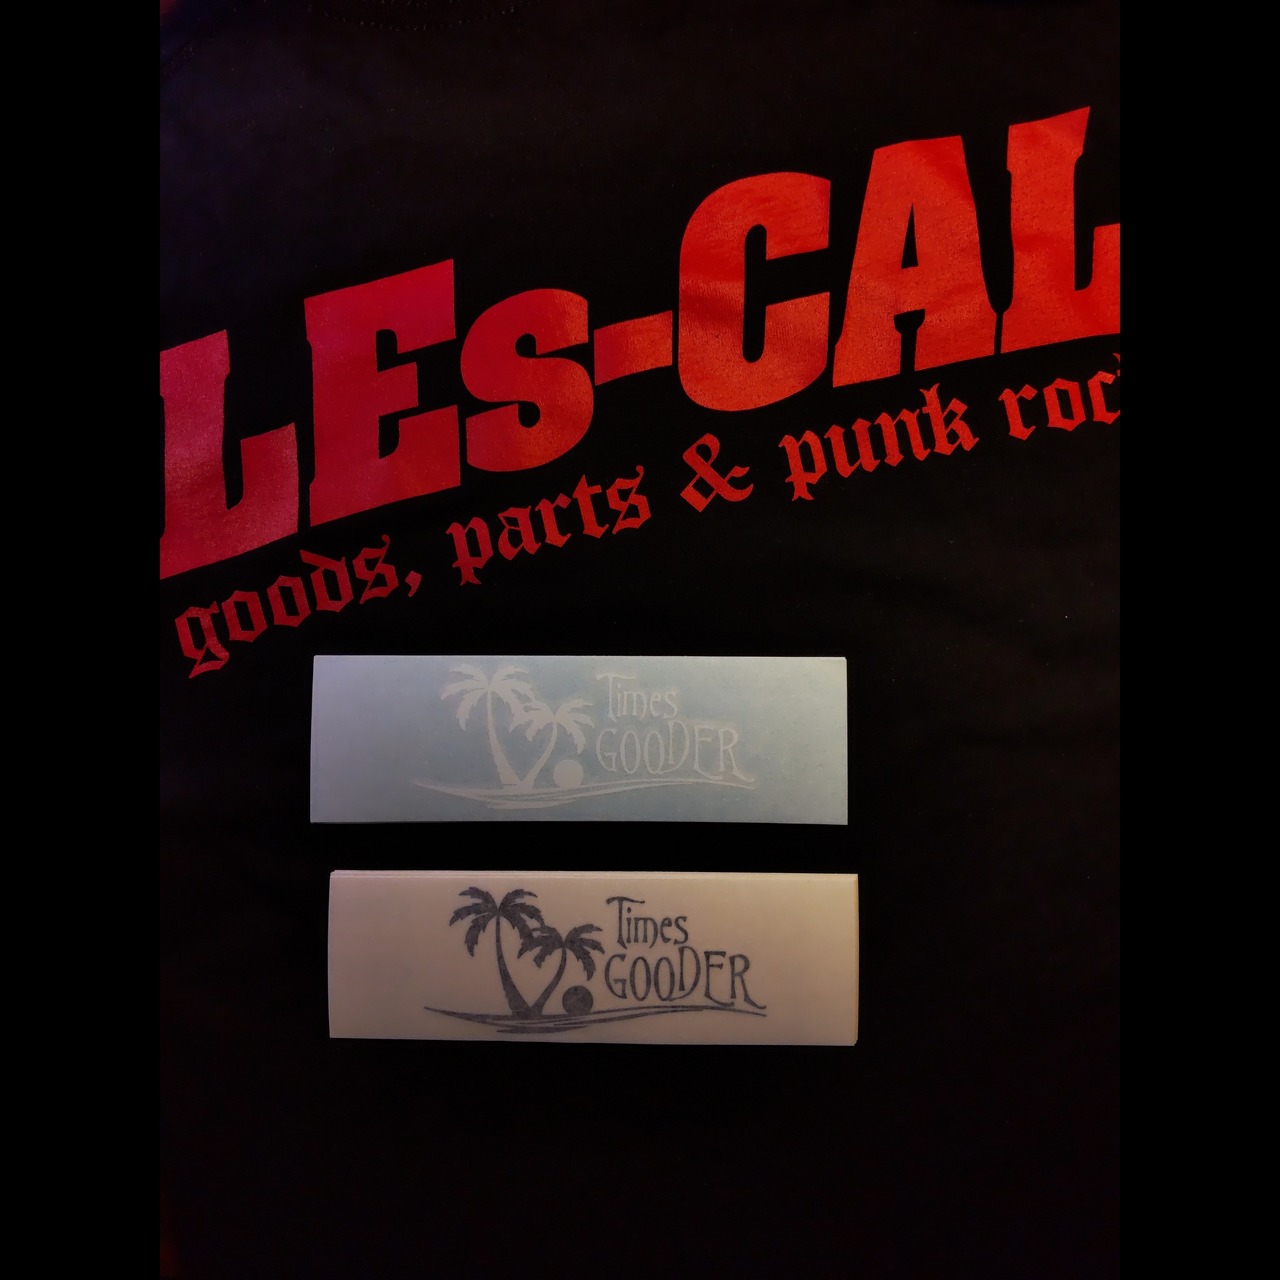 LEs-CAL
goods, parts & punk roc
Times
GOODER
Times
GOODER